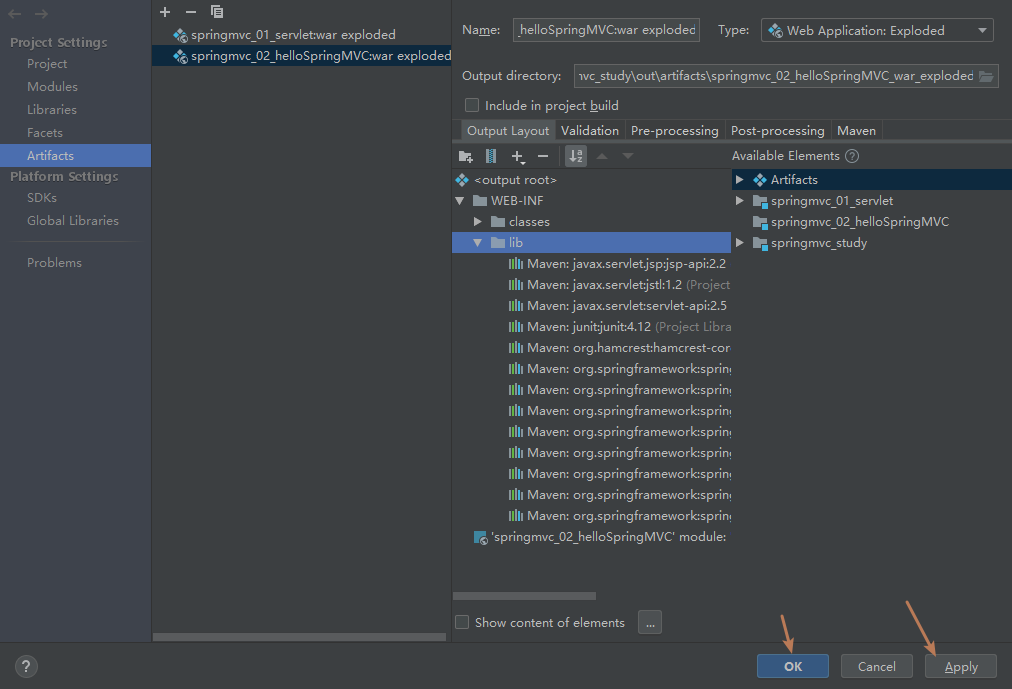 Project Settings
Project
Modules
Libraries
Facets
Artifacts
Platform Settings
SDKs
Global Libraries
Problems
springmvc_01_servlet:war exploded
springmvc_02_helloSpringMVC:war exploded
Name: _helloSpringMVC:war exploded Type: Web Application: Exploded
Output directory: vc_study\out\artifacts\springmvc_02_helloSpringMVC_war_exploded
Include in project build
Output Layout Validation Pre-processing Post-processing Maven
Available Elements ?
<output root>
WEB-INF
classes
lib
Maven: javax.servlet.jsp:jsp-api:2.2
Maven: javax.servlet:jstl:1.2 (Project
Maven: javax.servlet:servlet-api:2.5
Maven: junit:junit:4.12 (Project Libra
Maven: org.hamcrest:hamcrest-cor
Maven: org.springframework:spring
Maven: org.springframework:spring
Maven: org.springframework:spring
Maven: org.springframework:spring
Maven: org.springframework:spring
Maven: org.springframework:spring
Maven: org.springframework:spring
Maven: org.springframework:spring
'springmvc_02_helloSpringMVC' module:
Artifacts
springmvc_01_servlet
springmvc_02_helloSpringMVC
springmvc_study
Show content of elements ...
? OK Cancel Apply